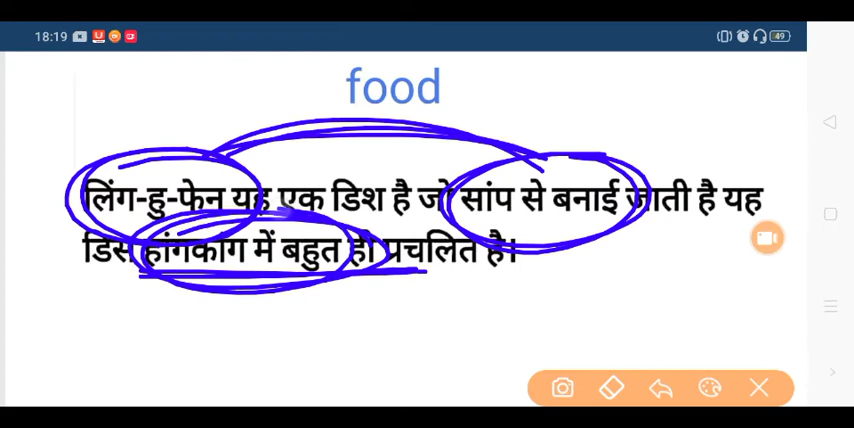 18:19
49
food
लिंग-हु-फेन यह एक डिश है जो सांप से बनाई जाती है यह
डिस हांगकांग में बहुत ही प्रचलित है।